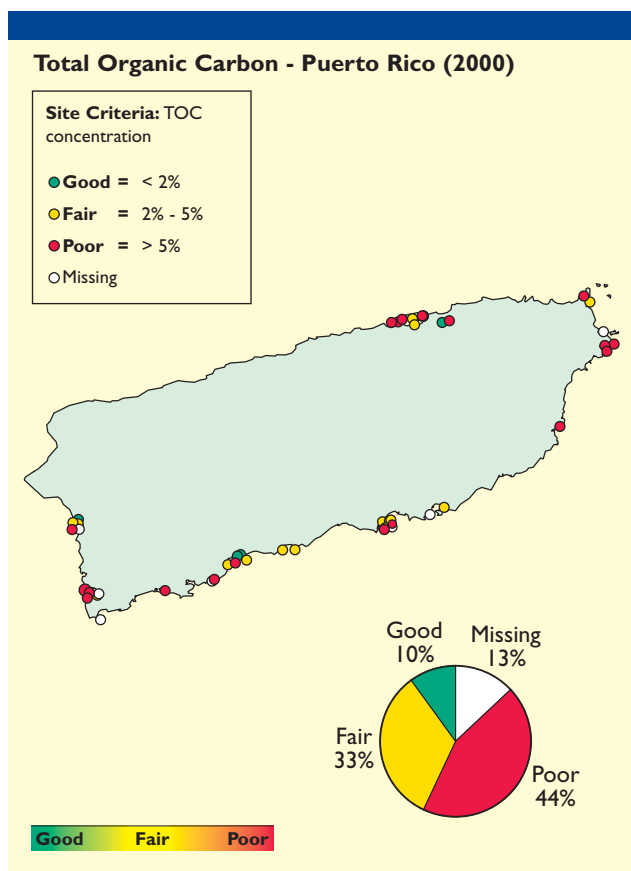 Total Organic Carbon - Puerto Rico (2000)
Site Criteria: TOC
concentration
Good = < 2%
Fair = 2% - 5%
Poor = > 5%
Missing
Good
10%
Missing
13%
Fair
33%
Poor
44%
Good Fair Poor